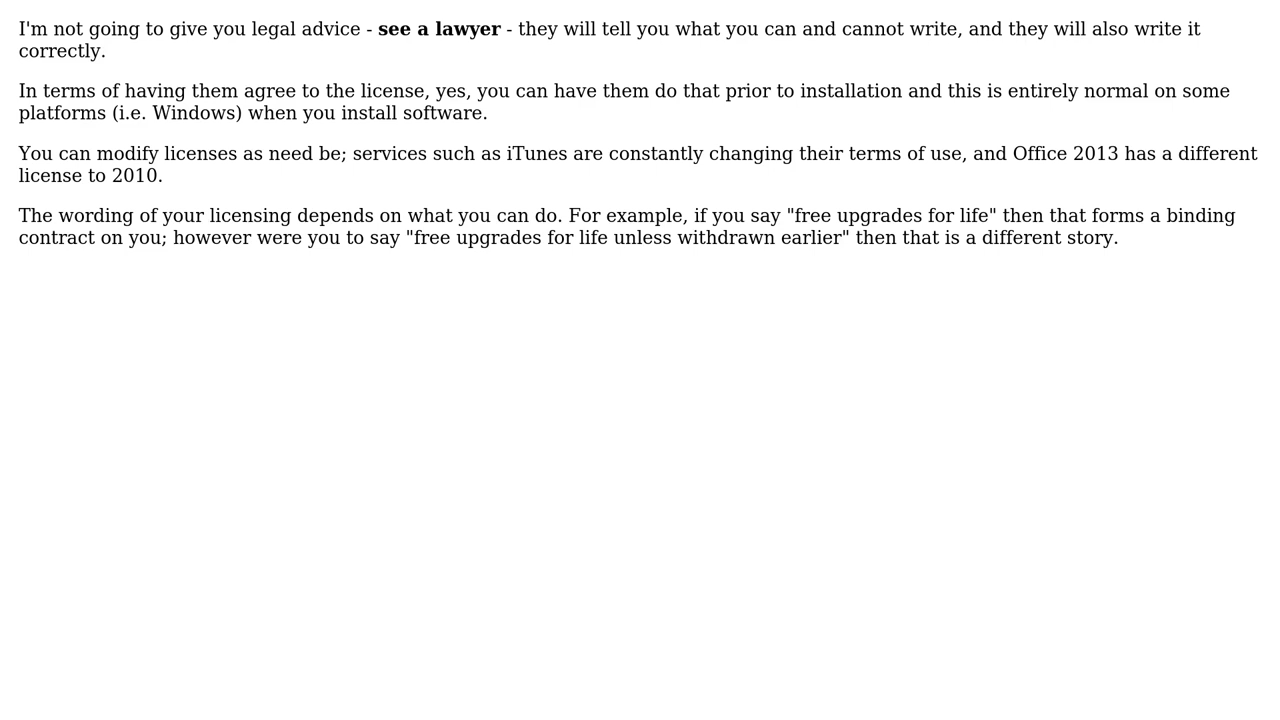 I'm not going to give you legal advice - see a lawyer - they will tell you what you can and cannot write, and they will also write it
correctly.
In terms of having them agree to the license, yes, you can have them do that prior to installation and this is entirely normal on some
platforms (i.e. Windows) when you install software.
You can modify licenses as need be; services such as iTunes are constantly changing their terms of use, and Office 2013 has a different
license to 2010.
The wording of your licensing depends on what you can do. For example, if you say "free upgrades for life" then that forms a binding
contract on you; however were you to say "free upgrades for life unless withdrawn earlier" then that is a different story.